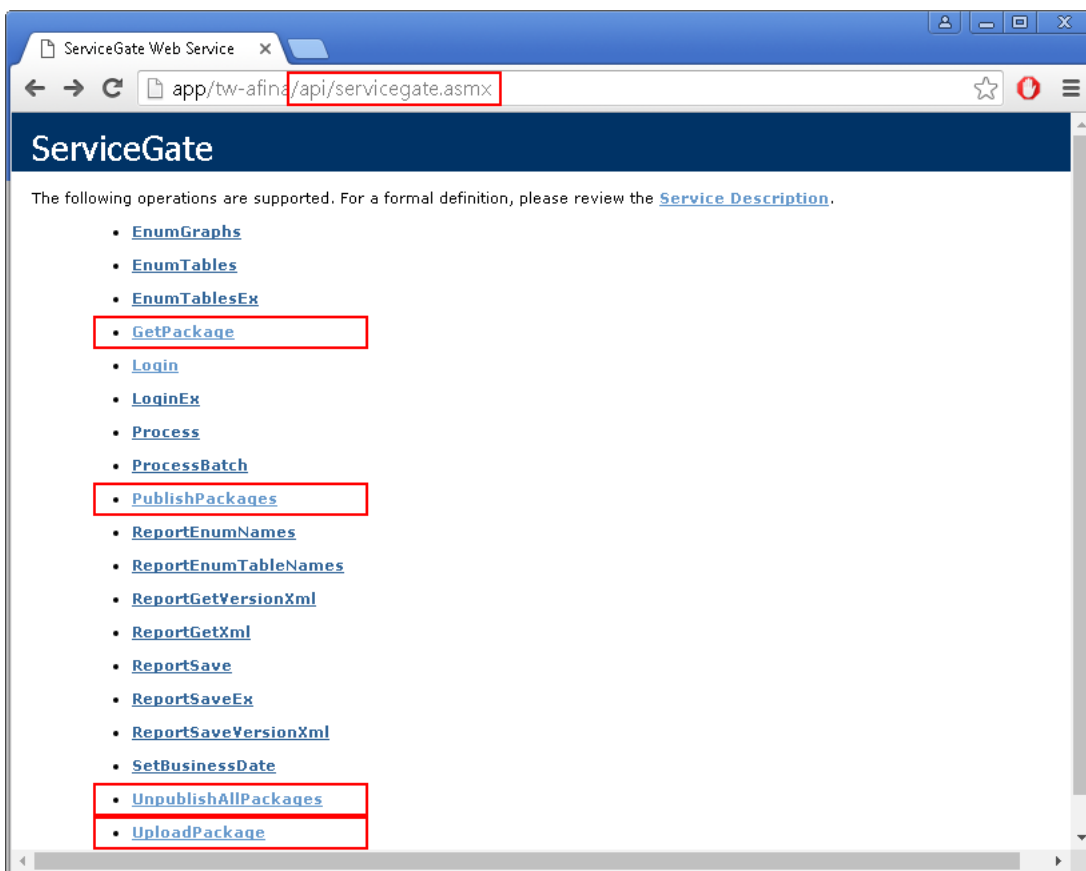 ServiceGate Web Service
app/tw-afina/api/servicegate.asmx
ServiceGate
The following operations are supported. For a formal definition, please review the Service Description.
EnumGraphs
EnumTables
EnumTablesEx
GetPackage
Login
LoginEx
Process
ProcessBatch
PublishPackages
ReportEnumNames
ReportEnumTableNames
ReportGetVersionXml
ReportGetXml
ReportSave
ReportSaveEx
ReportSaveVersionXml
SetBusinessDate
UnpublishAllPackages
UploadPackage